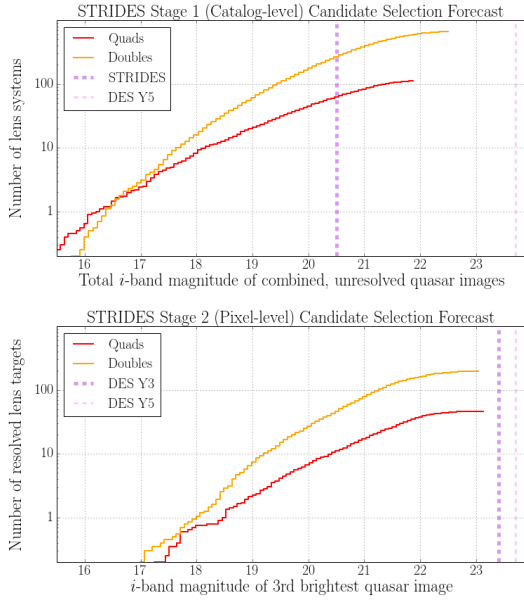 STRIDES Stage 1 (Catalog-level) Candidate Selection Forecast
Number of lens systems
Quads
Doubles
STRIDES
DES Y5
100
10
1
16 17 18 19 20 21 22 23
Total i-band magnitude of combined, unresolved quasar images
STRIDES Stage 2 (Pixel-level) Candidate Selection Forecast
Number of resolved lens targets
Quads
Doubles
DES Y3
DES Y5
100
10
1
16 17 18 19 20 21 22 23
i-band magnitude of 3rd brightest quasar image